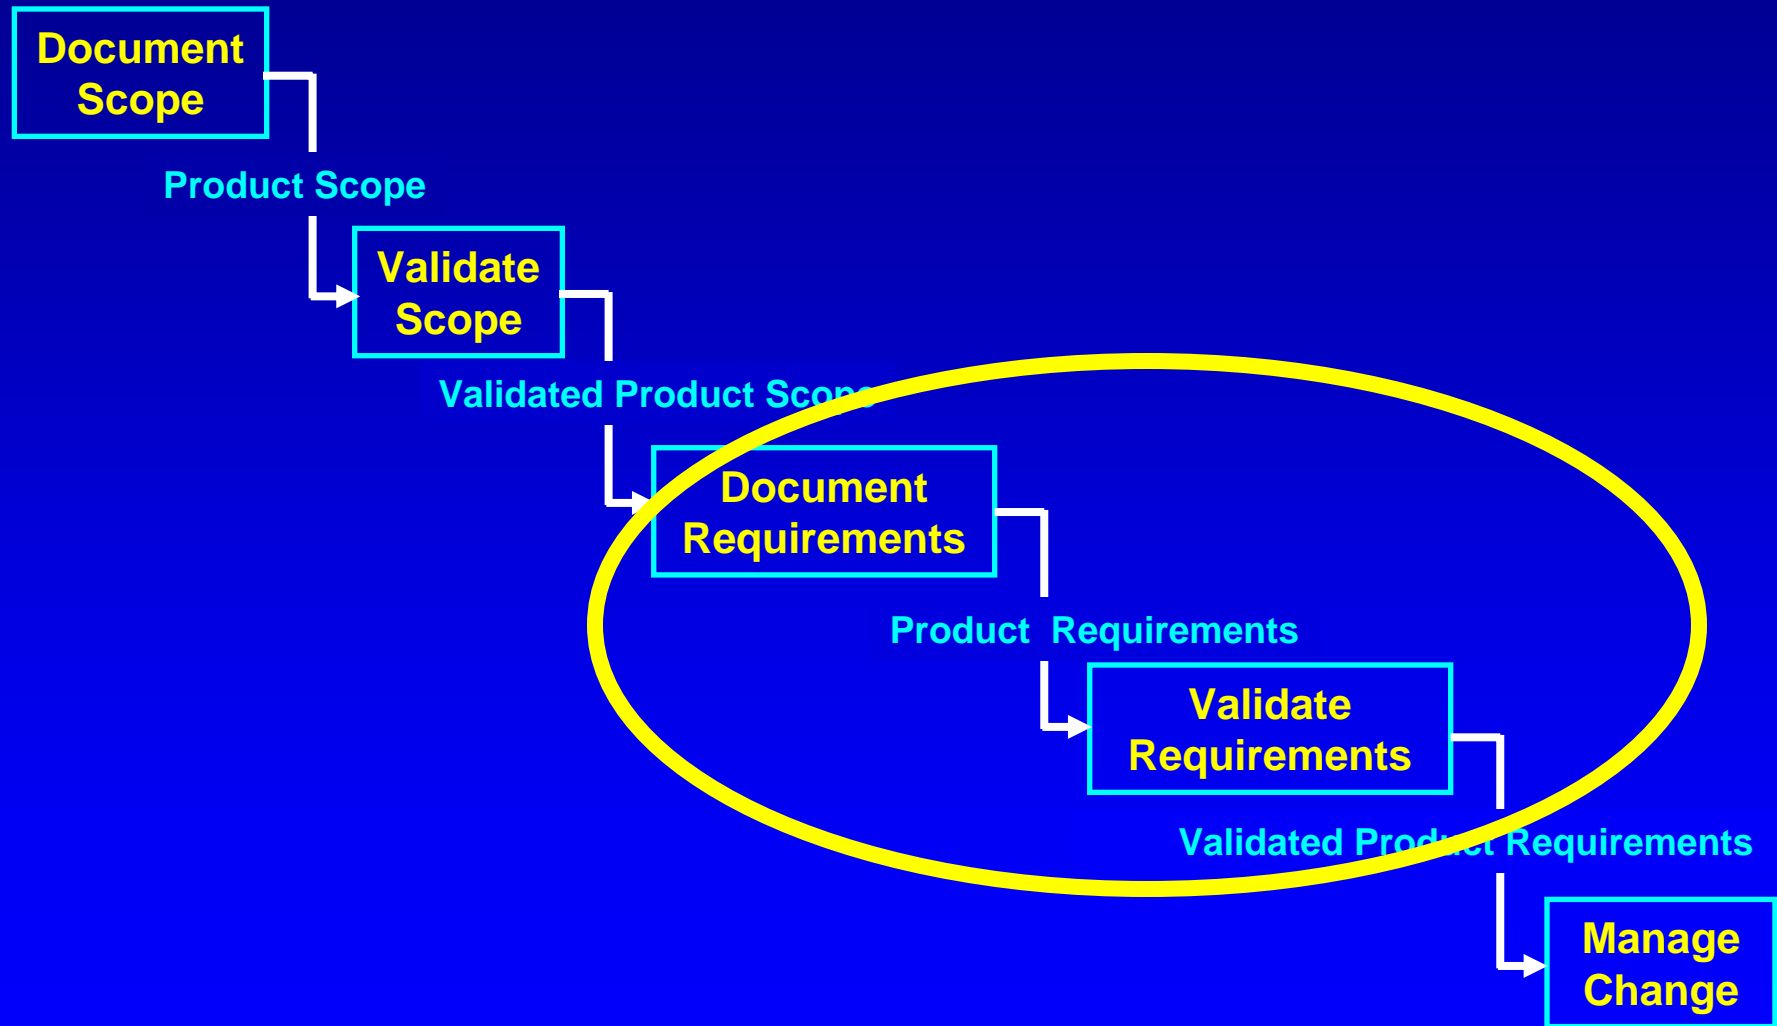 Document
Scope
Product Scope
Validate
Scope
Validated Product Scope
Document
Requirements
Product Requirements
Validate
Requirements
Validated Product Requirements
Manage
Change